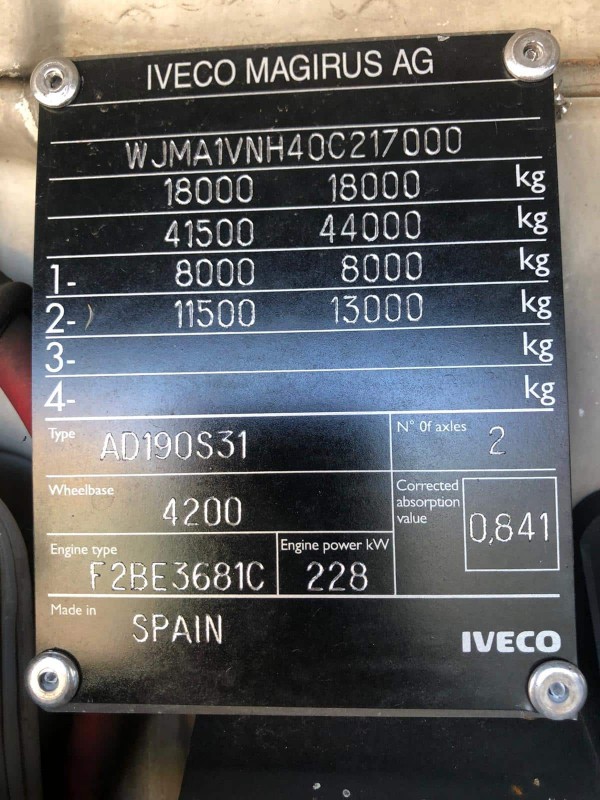 IVECO MAGIRUS AG
WJMA1VNH40C217000
18000 18000 kg
41500 44000 kg
1- 8000 8000 kg
2- 11500 13000 kg
3- kg
4- kg
Type AD190S31 N° Of axles 2
Wheelbase 4200 Corrected absorption value 0,841
Engine type F2BE3681C Engine power kW 228
Made in SPAIN IVECO